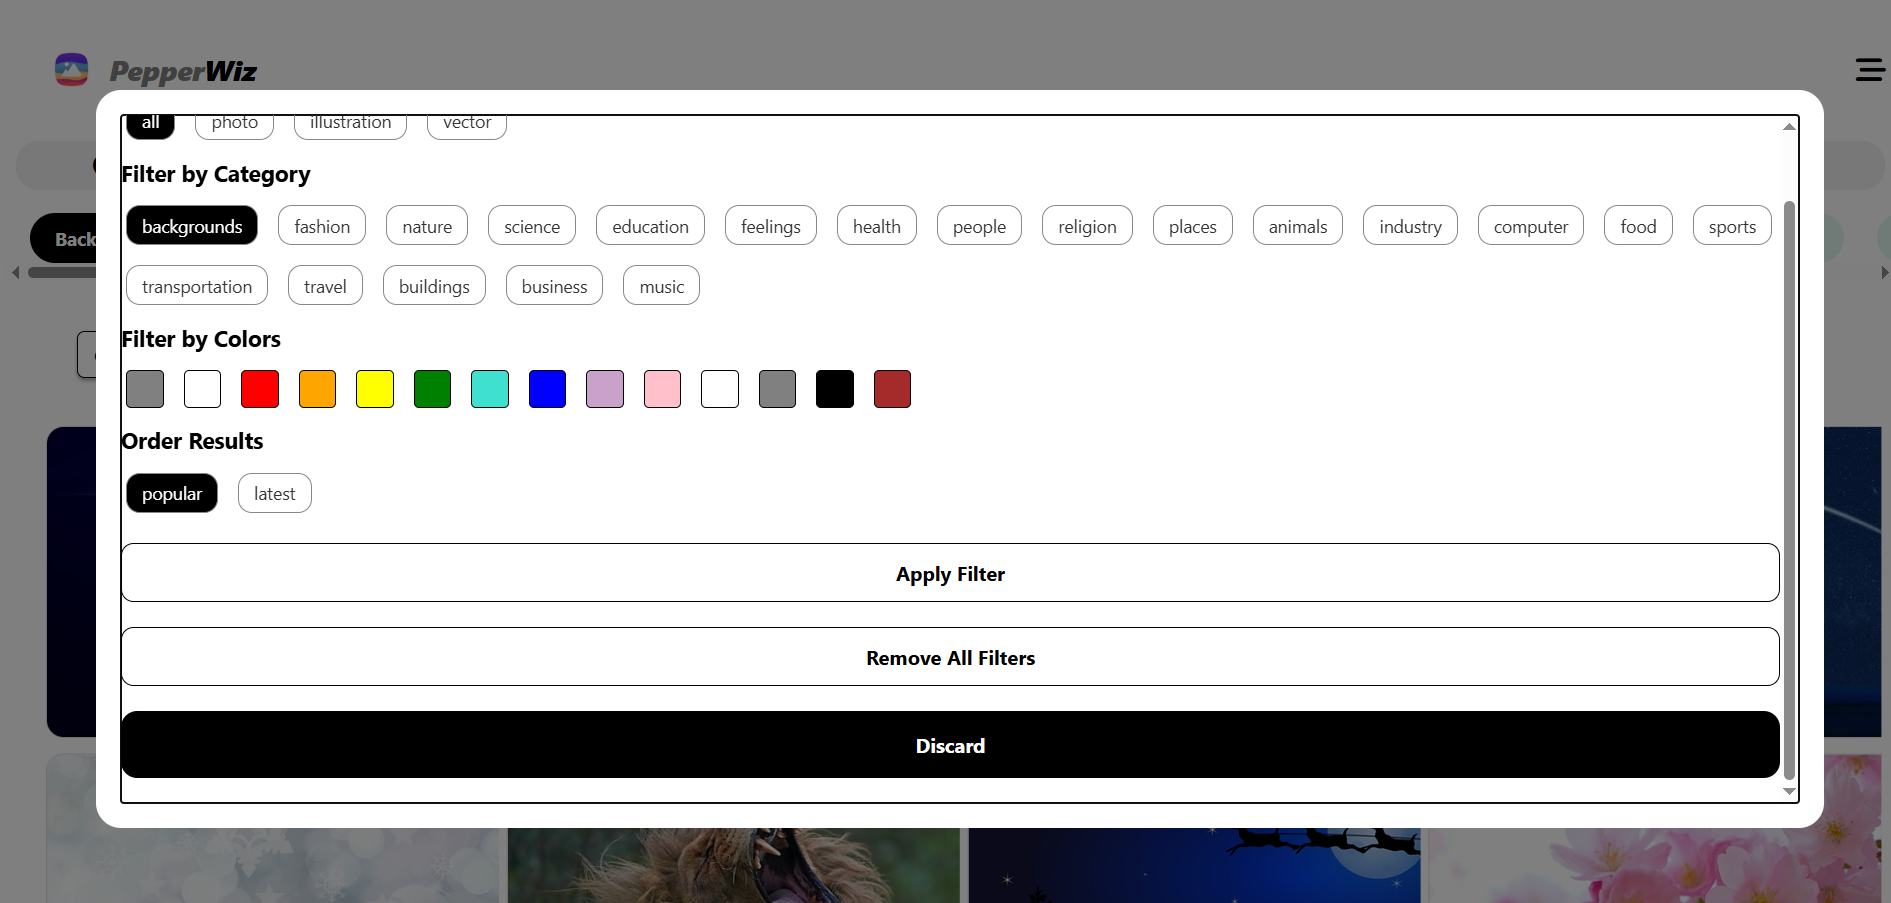 PepperWiz
all photo illustration vector
Filter by Category
backgrounds fashion nature science education feelings health people religion places animals industry computer food sports
transportation travel buildings business music
Filter by Colors
Order Results
popular latest
Apply Filter
Remove All Filters
Discard